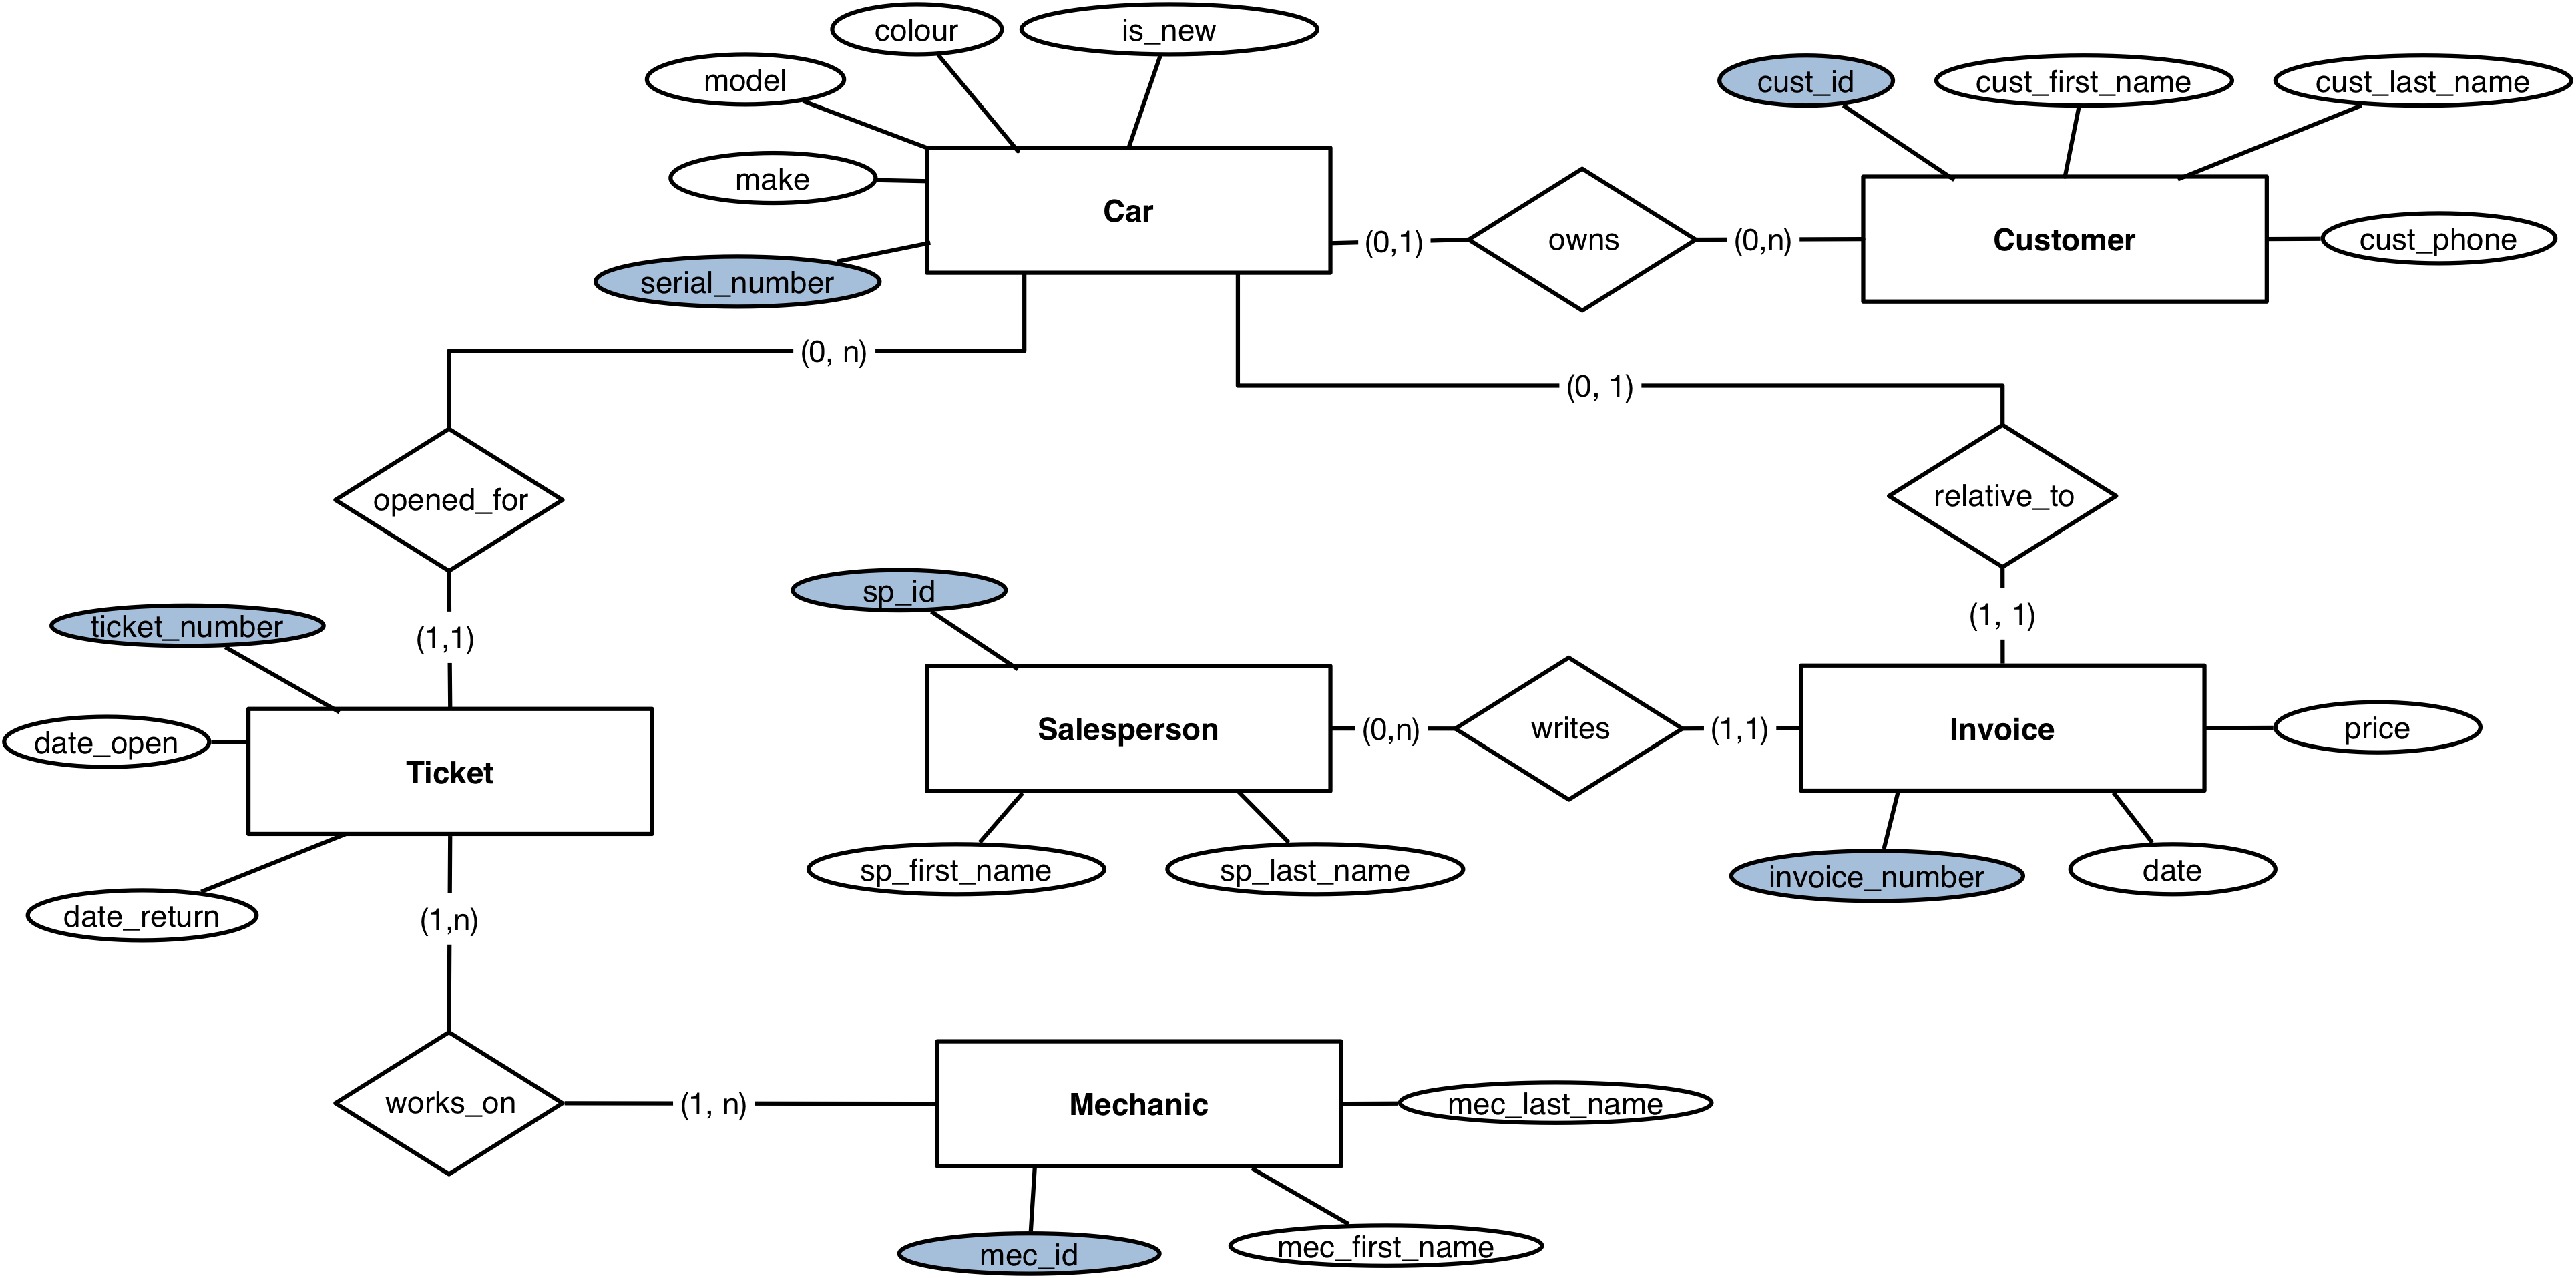 colour
is_new
model
cust_id
cust_first_name
cust_last_name
make
Car
(0,1)
owns
(0,n)
Customer
cust_phone
serial_number
(0, n)
(0, 1)
opened_for
relative_to
sp_id
(1, 1)
ticket_number
(1,1)
date_open
Ticket
Salesperson
(0,n)
writes
(1,1)
Invoice
price
sp_first_name
sp_last_name
invoice_number
date
date_return
(1,n)
works_on
(1, n)
Mechanic
mec_last_name
mec_id
mec_first_name